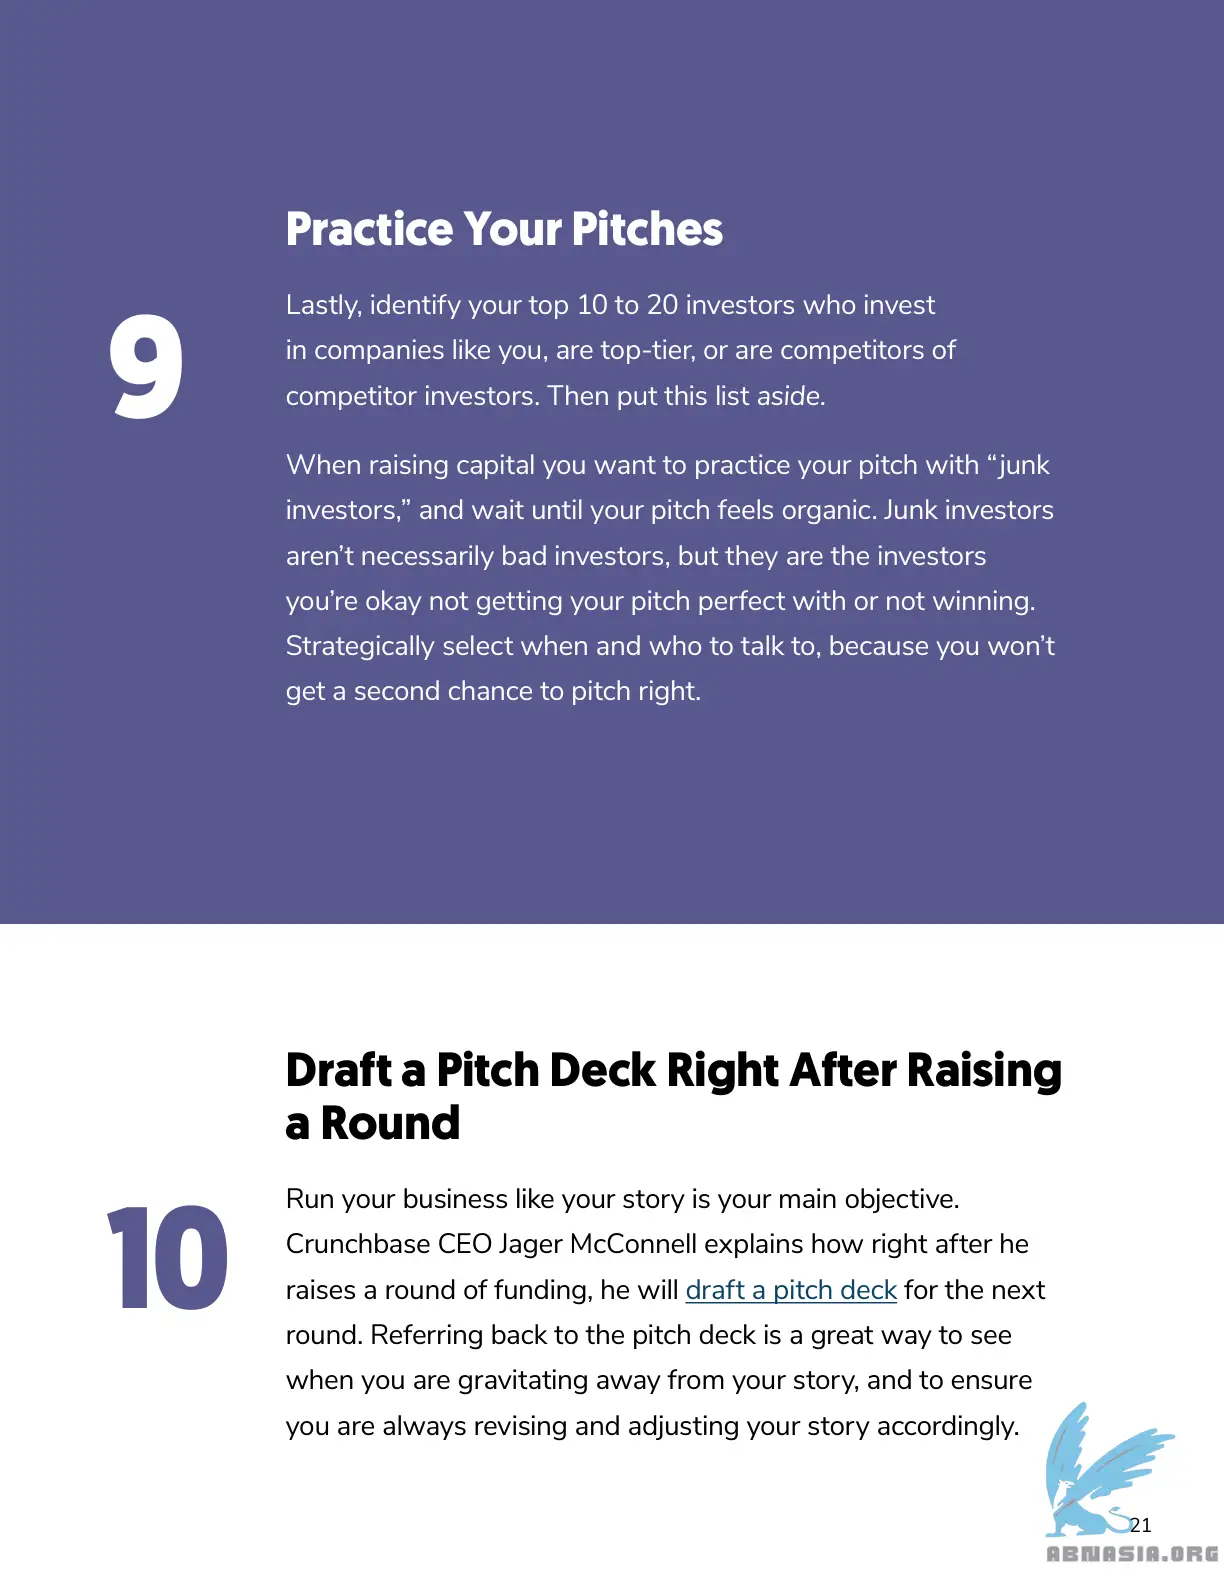 Practice Your Pitches
9
Lastly, identify your top 10 to 20 investors who invest
in companies like you, are top-tier, or are competitors of
competitor investors. Then put this list aside.
When raising capital you want to practice your pitch with “junk
investors,” and wait until your pitch feels organic. Junk investors
aren’t necessarily bad investors, but they are the investors
you’re okay not getting your pitch perfect with or not winning.
Strategically select when and who to talk to, because you won’t
get a second chance to pitch right.
Draft a Pitch Deck Right After Raising
a Round
10
Run your business like your story is your main objective.
Crunchbase CEO Jager McConnell explains how right after he
raises a round of funding, he will draft a pitch deck for the next
round. Referring back to the pitch deck is a great way to see
when you are gravitating away from your story, and to ensure
you are always revising and adjusting your story accordingly.
21
ABNASIA.ORG